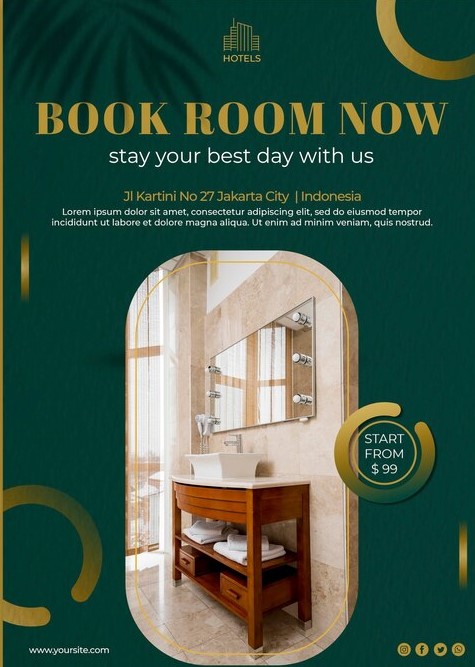 HOTELS
BOOK ROOM NOW
stay your best day with us
Jl Kartini No 27 Jakarta City | Indonesia
Lorem ipsum dolor sit amet, consectetur adipiscing elit, sed do eiusmod tempor
incididunt ut labore et dolore magna aliqua. Ut enim ad minim veniam, quis nostrud.
START
FROM
$ 99
www.yoursite.com